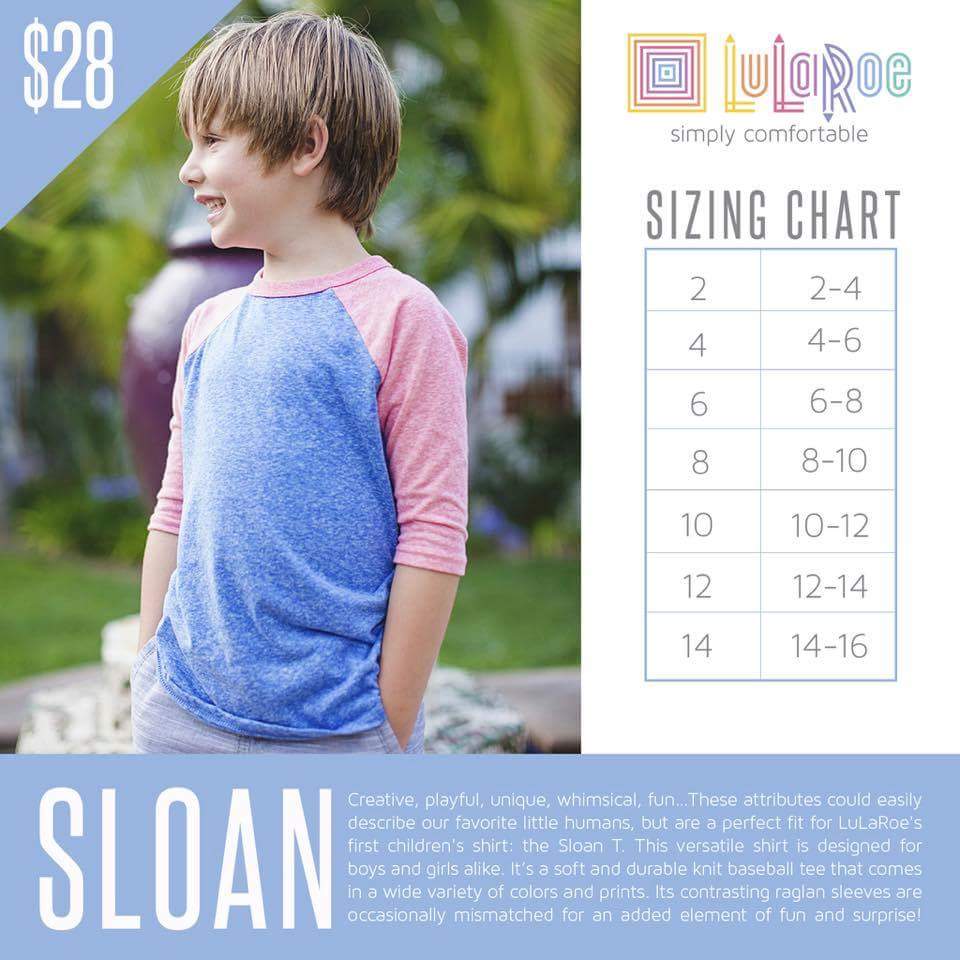 $28
LuLaRoe
simply comfortable
SIZING CHART
2 2-4
4 4-6
6 6-8
8 8-10
10 10-12
12 12-14
14 14-16
SLOAN
Creative, playful, unique, whimsical, fun...These attributes could easily
describe our favorite little humans, but are a perfect fit for LuLaRoe's
first children's shirt: the Sloan T. This versatile shirt is designed for
boys and girls alike. It's a soft and durable knit baseball tee that comes
in a wide variety of colors and prints. Its contrasting raglan sleeves are
occasionally mismatched for an added element of fun and surprise!